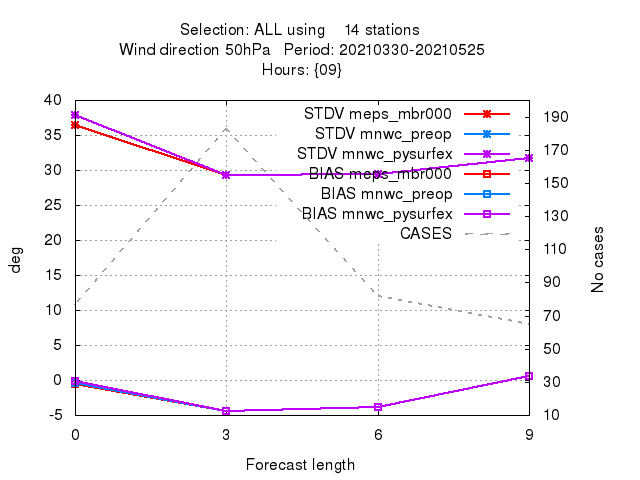 Selection: ALL using    14 stations
Wind direction 50hPa   Period: 20210330-20210525
Hours: {09}
STDV meps_mbr000
STDV mnwc_preop
STDV mnwc_pysurfex
BIAS meps_mbr000
BIAS mnwc_preop
BIAS mnwc_pysurfex
CASES
deg
40
35
30
25
20
15
10
5
0
-5
190
170
150
130
110
90
70
50
30
10
No cases
0 3 6 9
Forecast length